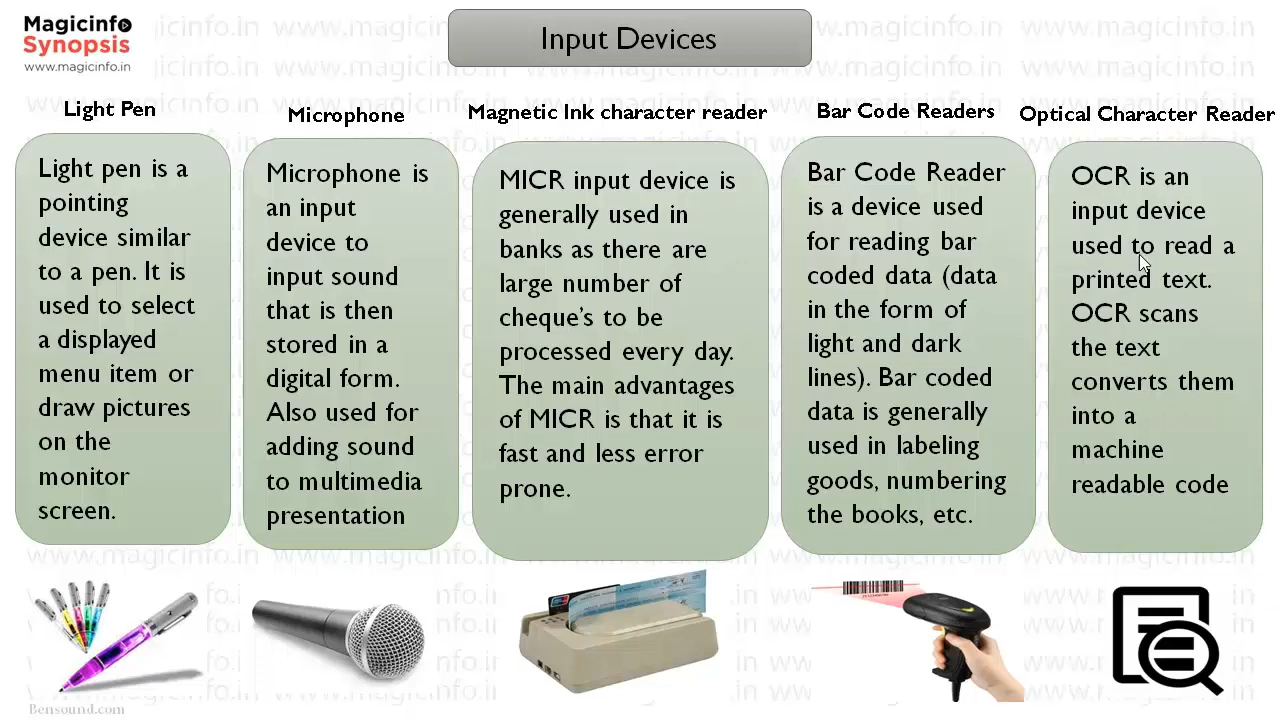 Magicinfo
Synopsis
www.magicinfo.in
Input Devices
Light Pen
Light pen is a
pointing
device similar
to a pen. It is
used to select
a displayed
menu item or
draw pictures
on the
monitor
screen.
Microphone
Microphone is
an input
device to
input sound
that is then
stored in a
digital form.
Also used for
adding sound
to multimedia
presentation
Magnetic Ink character reader
MICR input device is
generally used in
banks as there are
large number of
cheque's to be
processed every day.
The main advantages
of MICR is that it is
fast and less error
prone.
Bar Code Readers
Bar Code Reader
is a device used
for reading bar
coded data (data
in the form of
light and dark
lines). Bar coded
data is generally
used in labeling
goods, numbering
the books, etc.
Optical Character Reader
OCR is an
input device
used to read a
printed text.
OCR scans
the text
converts them
into a
machine
readable code
Bensound.com